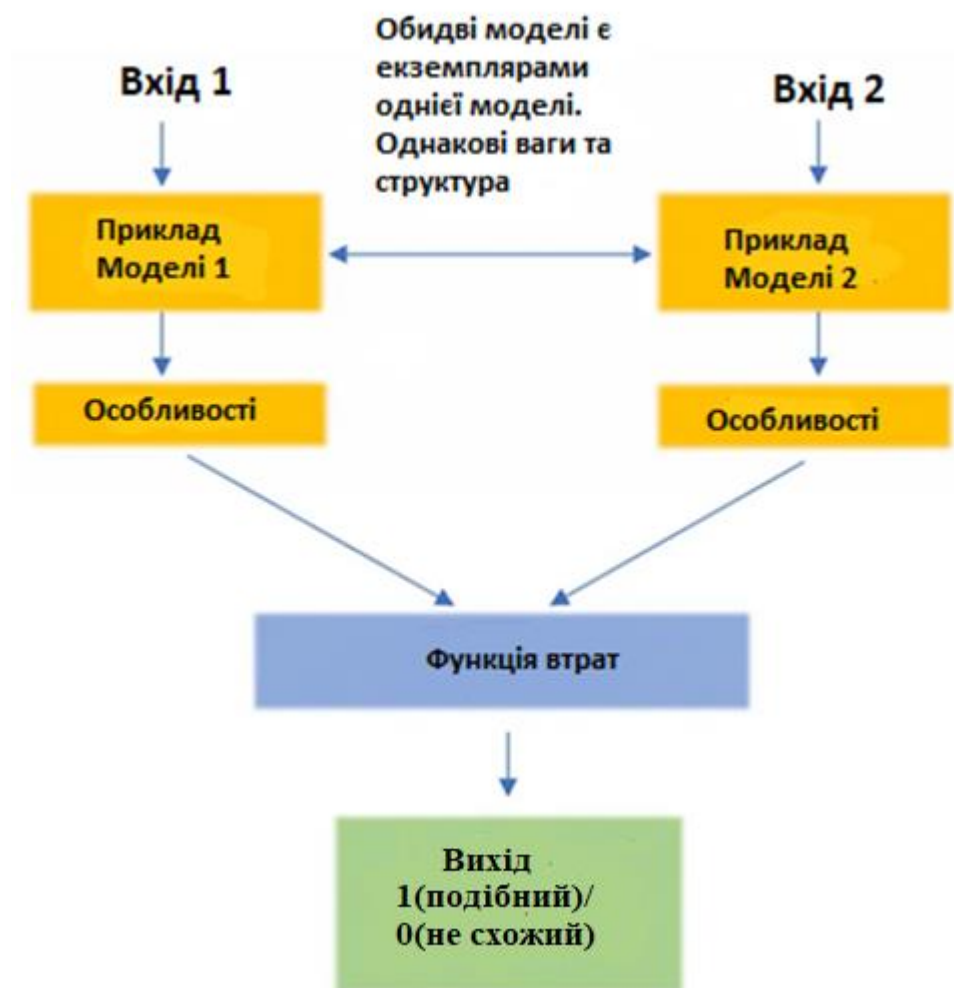 Вхід 1
Обидві моделі є
екземплярами
однієї моделі.
Однакові ваги та
структура
Вхід 2
Приклад
Моделі 1
Приклад
Моделі 2
Особливості
Особливості
Функція втрат
Вихід
1(подібний)/
0(не схожий)